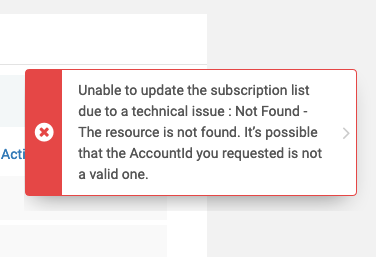 Unable to update the subscription list
due to a technical issue : Not Found -
The resource is not found. It’s possible
that the AccountId you requested is not
a valid one.
Acti